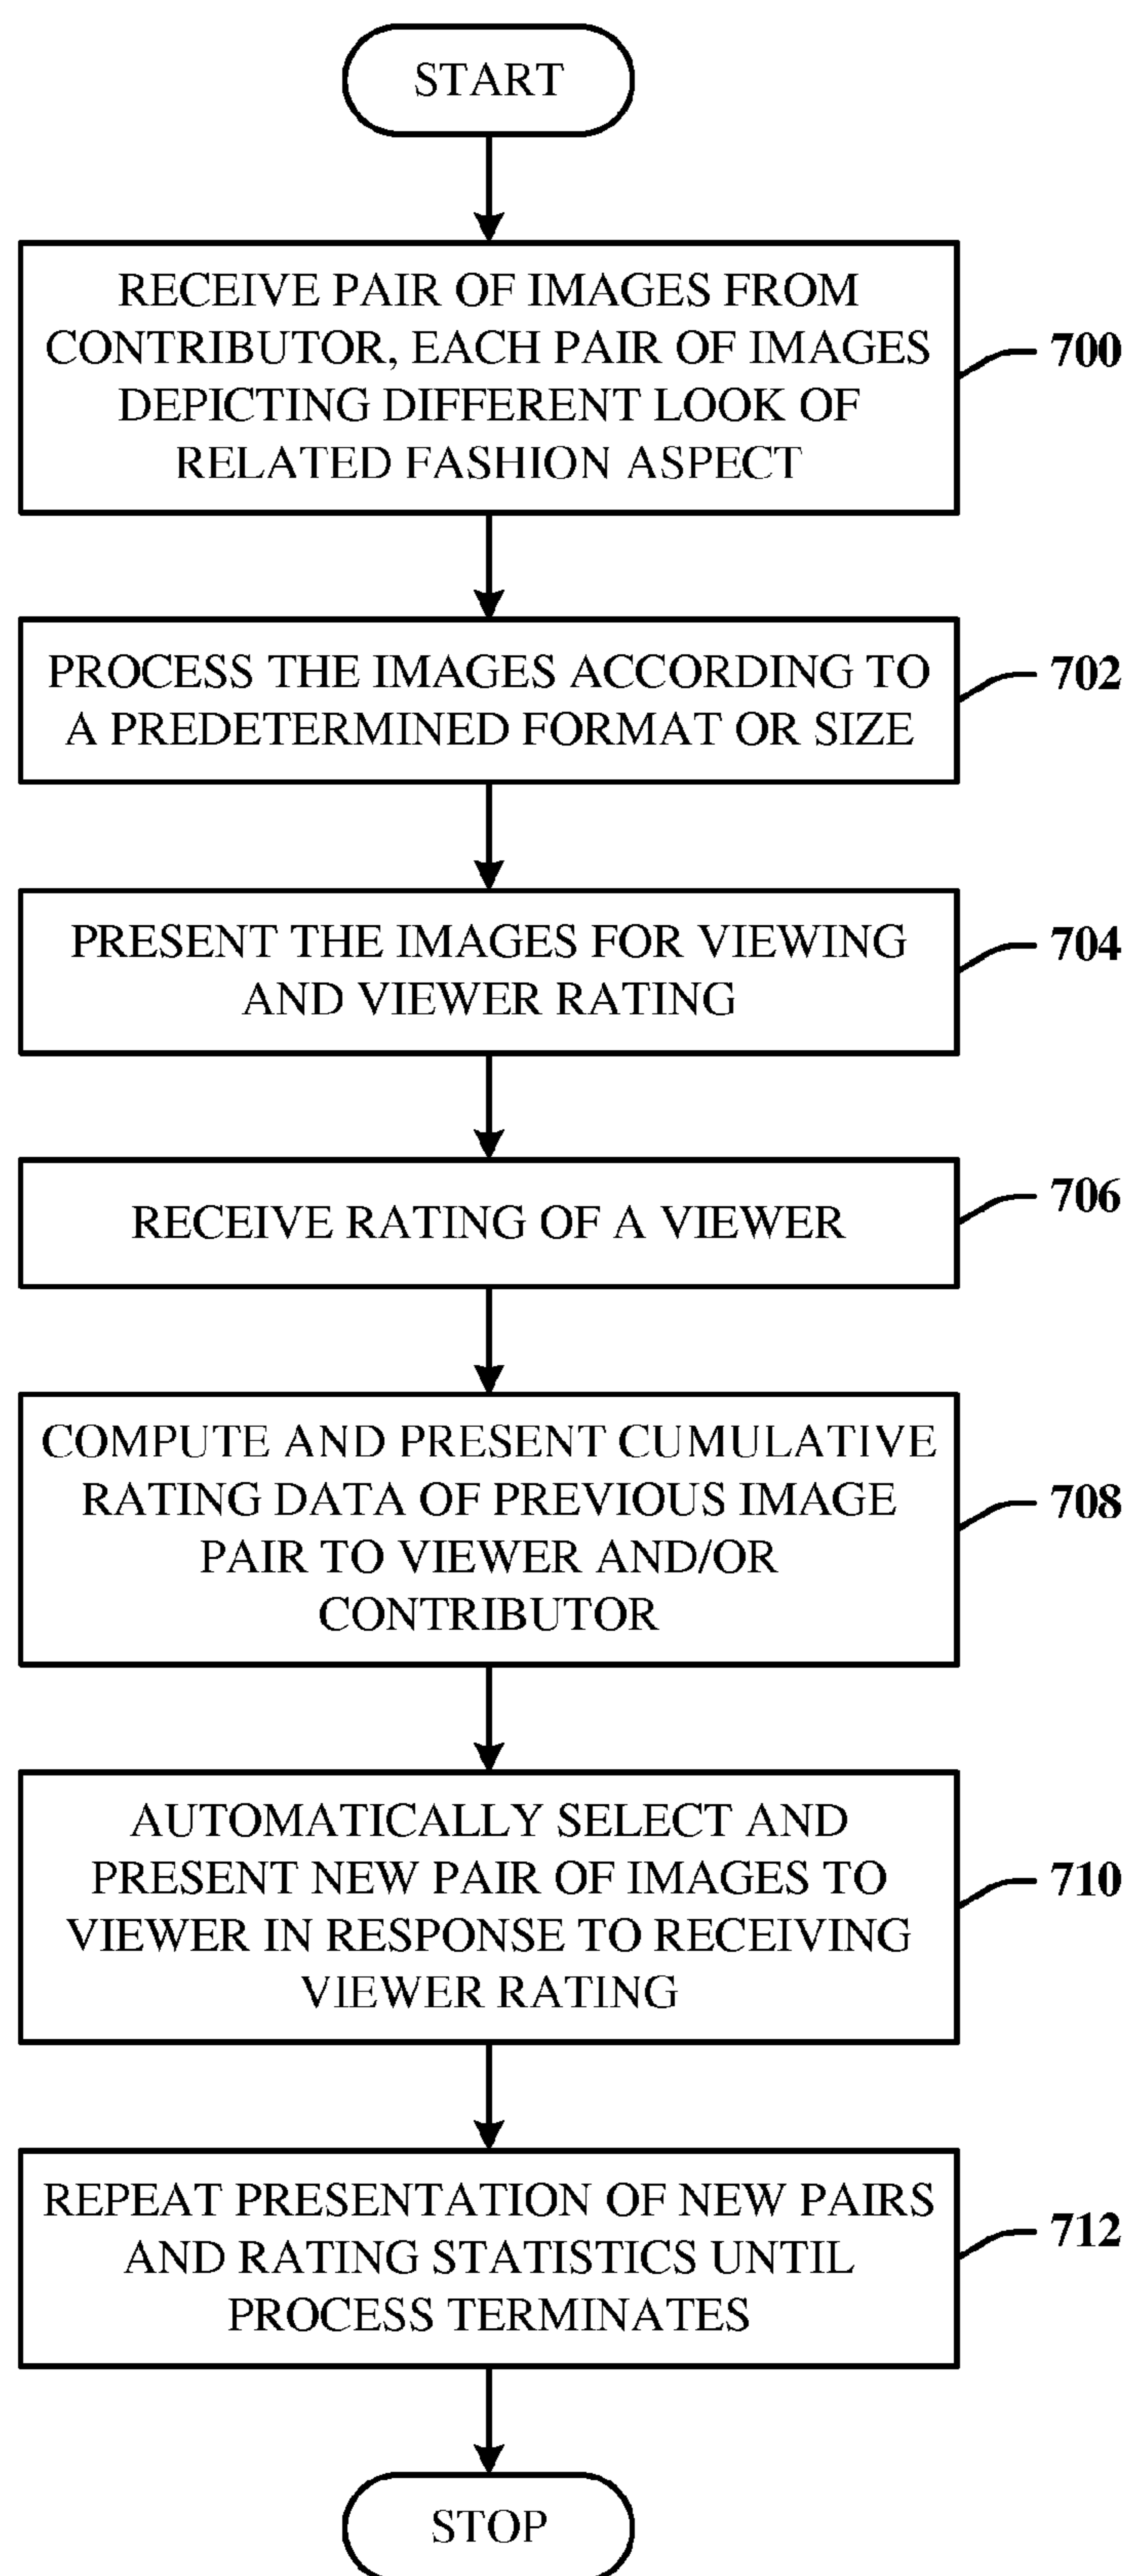 START
RECEIVE PAIR OF IMAGES FROM
CONTRIBUTOR, EACH PAIR OF IMAGES
DEPICTING DIFFERENT LOOK OF
RELATED FASHION ASPECT
700
PROCESS THE IMAGES ACCORDING TO
A PREDETERMINED FORMAT OR SIZE
702
PRESENT THE IMAGES FOR VIEWING
AND VIEWER RATING
704
RECEIVE RATING OF A VIEWER
706
COMPUTE AND PRESENT CUMULATIVE
RATING DATA OF PREVIOUS IMAGE
PAIR TO VIEWER AND/OR
CONTRIBUTOR
708
AUTOMATICALLY SELECT AND
PRESENT NEW PAIR OF IMAGES TO
VIEWER IN RESPONSE TO RECEIVING
VIEWER RATING
710
REPEAT PRESENTATION OF NEW PAIRS
AND RATING STATISTICS UNTIL
PROCESS TERMINATES
712
STOP